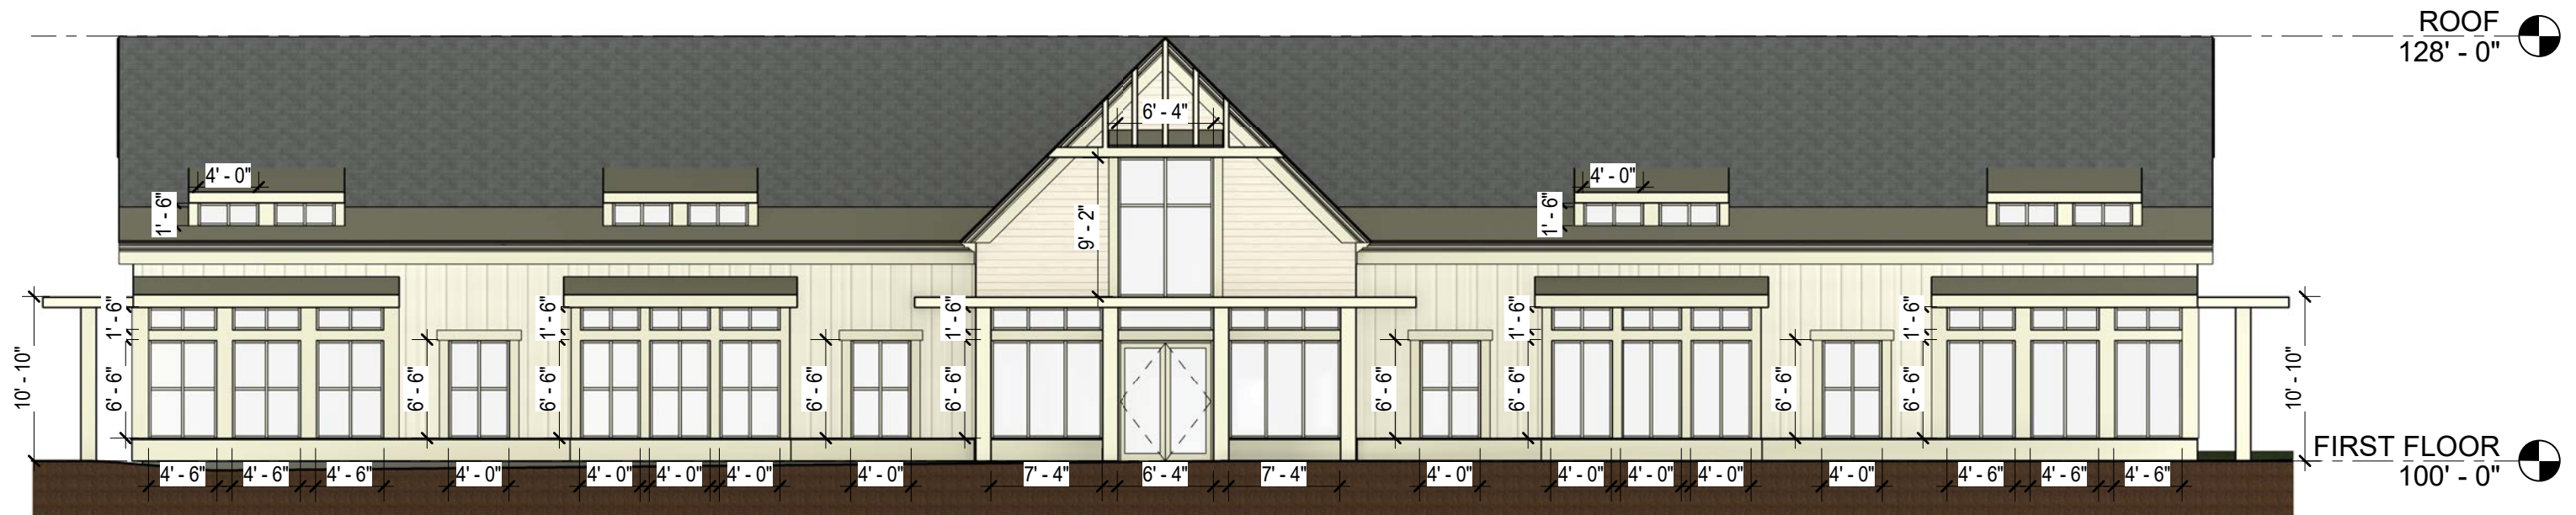 ROOF
128' - 0"
6' - 4"
4' - 0"
4' - 0"
1' - 6"
1' - 6"
9' - 2"
1' - 6"
1' - 6"
1' - 6"
1' - 6"
1' - 6"
10' - 10"
6' - 6"
6' - 6"
6' - 6"
6' - 6"
6' - 6"
6' - 6"
6' - 6"
6' - 6"
6' - 6"
10' - 10"
FIRST FLOOR
100' - 0"
4' - 6" 4' - 6" 4' - 6" 4' - 0" 4' - 0" 4' - 0" 4' - 0" 4' - 0" 7' - 4" 6' - 4" 7' - 4" 4' - 0" 4' - 0" 4' - 0" 4' - 0" 4' - 0" 4' - 6" 4' - 6" 4' - 6"